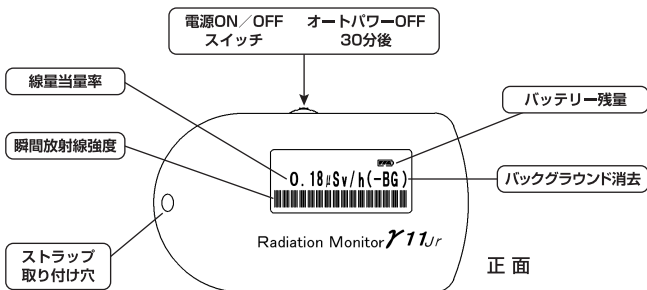 電源ON／OFF オートパワーOFF
スイッチ 30分後
線量当量率
バッテリー残量
瞬間放射線強度
0.18μSv/h(-BG)
バックグラウンド消去
Radiation Monitor γ11Jr
ストラップ
取り付け穴
正 面